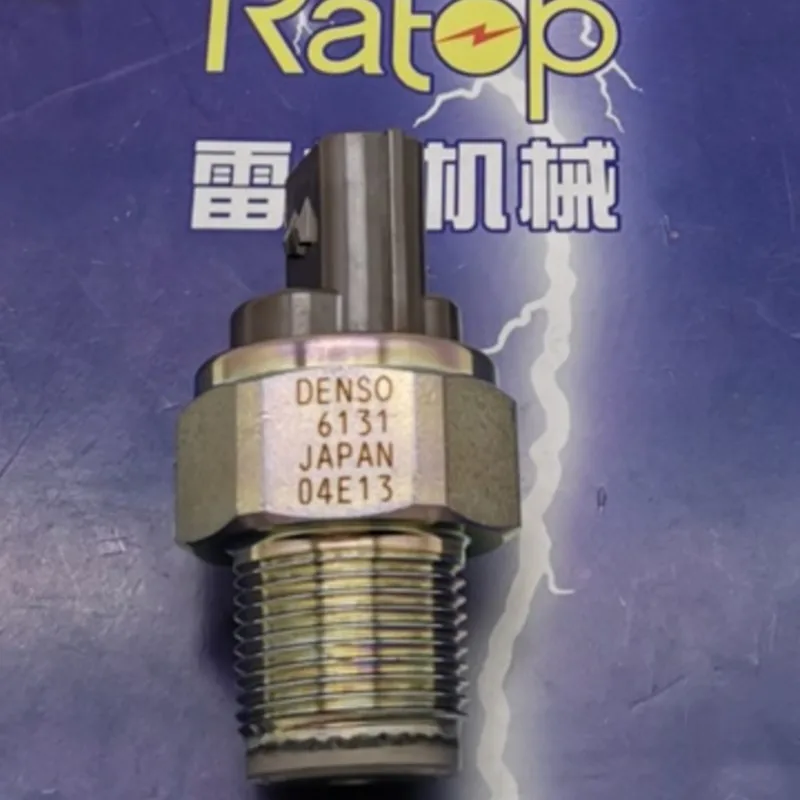 Ratop
雷 机械
DENSO
6131
JAPAN
04E13